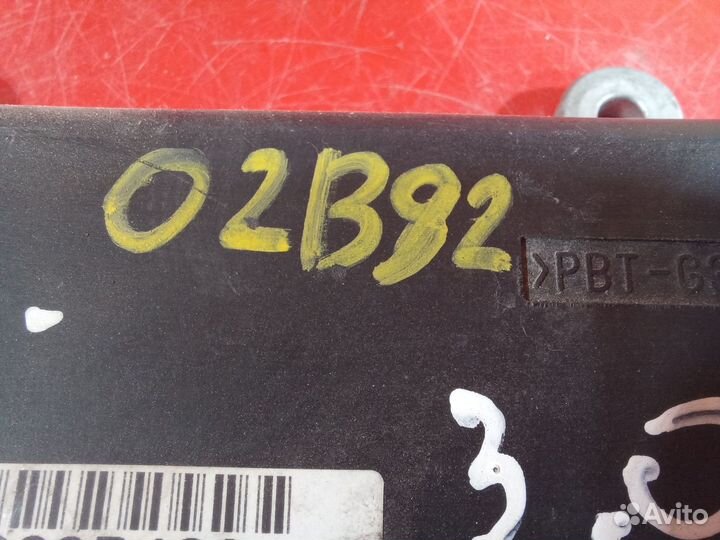 02B92
>PBT-G
3.
Avito